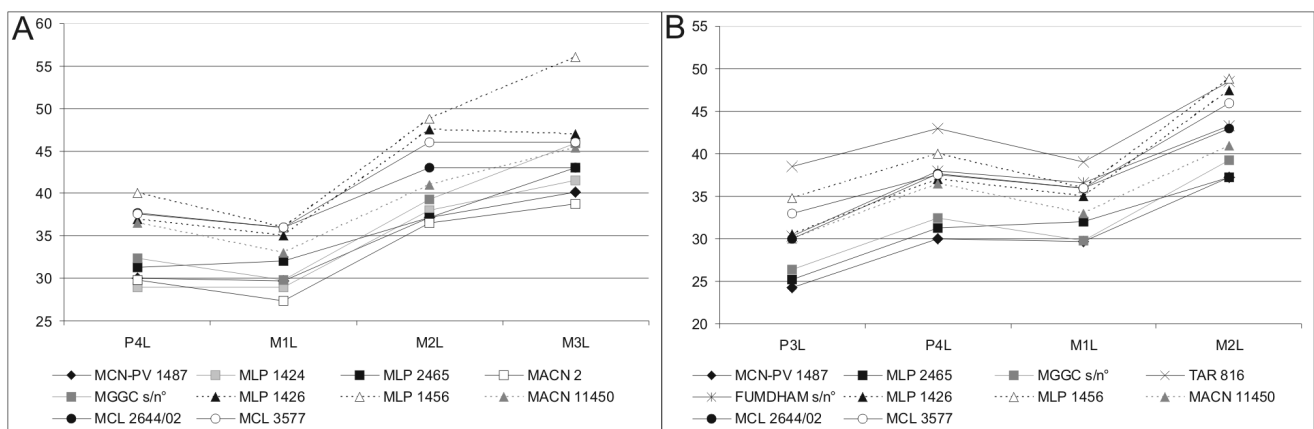 A
60
55
50
45
40
35
30
25
P4L M1L M2L M3L
MCN-PV 1487 MLP 1424 MLP 2465 MACN 2
MGGC s/n° MLP 1426 MLP 1456 MACN 11450
MCL 2644/02 MCL 3577
B
55
50
45
40
35
30
25
20
P3L P4L M1L M2L
MCN-PV 1487 MLP 2465 MGGC s/n° TAR 816
FUMDHAM s/n° MLP 1426 MLP 1456 MACN 11450
MCL 2644/02 MCL 3577